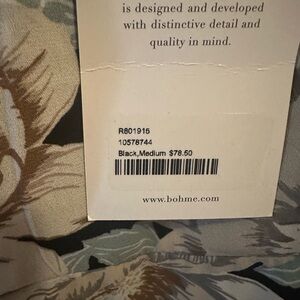 is designed and developed
with distinctive detail and
quality in mind.
R801916
10578744
Black,Medium $78.50
www.bohme.com